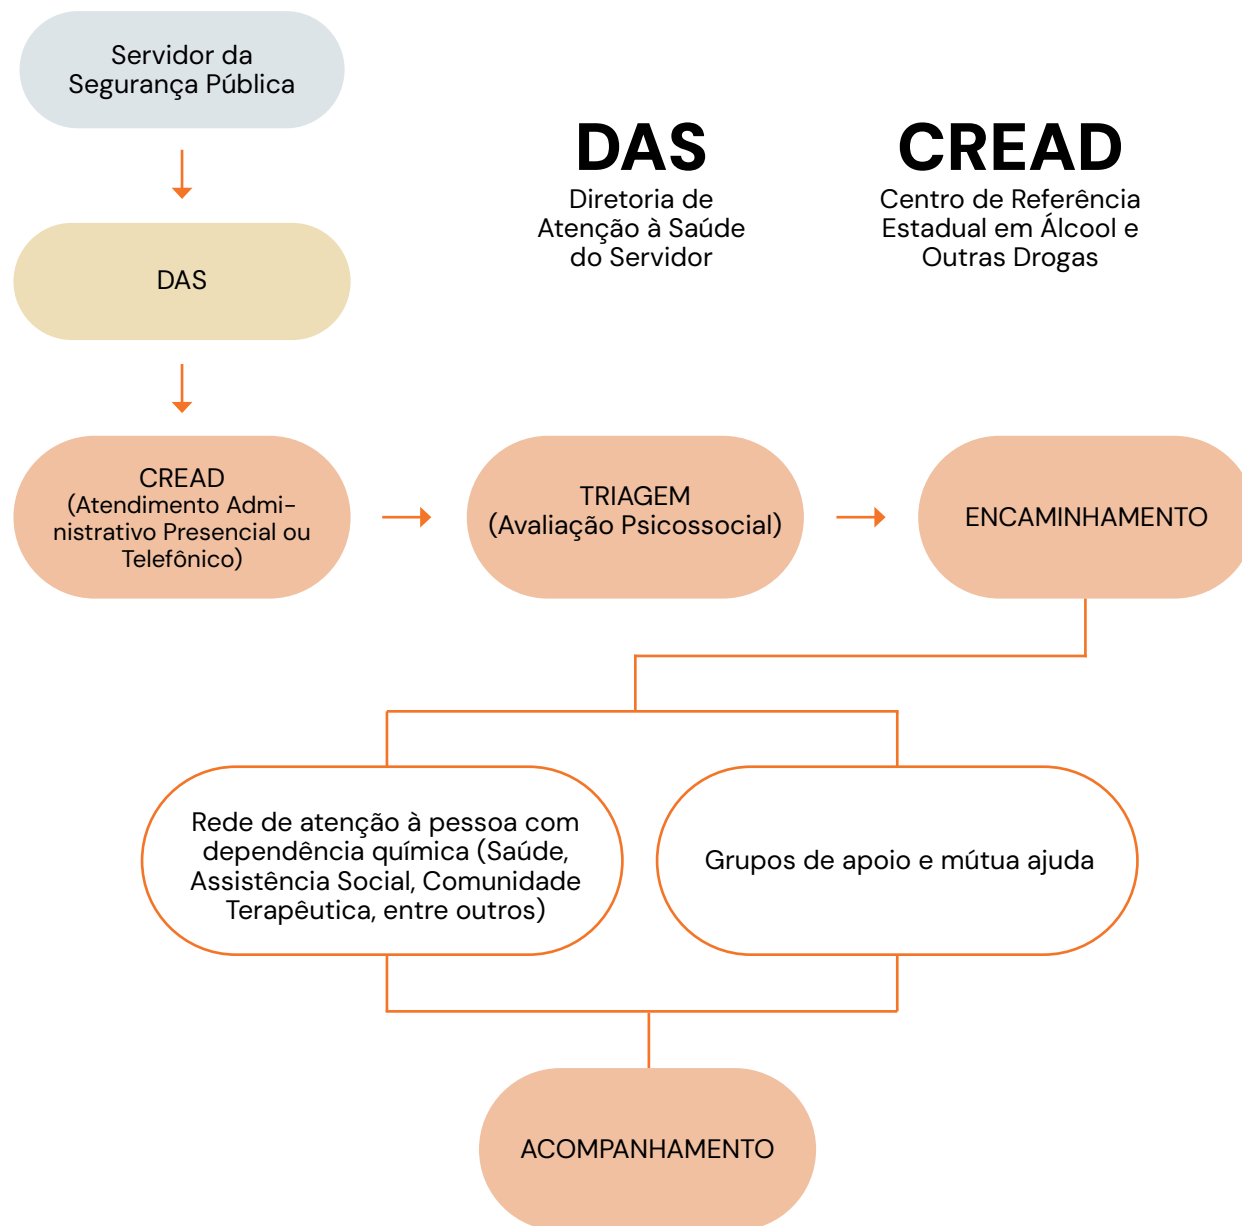 Servidor da
Segurança Pública
DAS
Diretoria de
Atenção à Saúde
do Servidor
CREAD
Centro de Referência
Estadual em Álcool e
Outras Drogas
DAS
CREAD
(Atendimento Admi-
nistrativo Presencial ou
Telefônico)
TRIAGEM
(Avaliação Psicossocial)
ENCAMINHAMENTO
Rede de atenção à pessoa com
dependência química (Saúde,
Assistência Social, Comunidade
Terapêutica, entre outros)
Grupos de apoio e mútua ajuda
ACOMPANHAMENTO